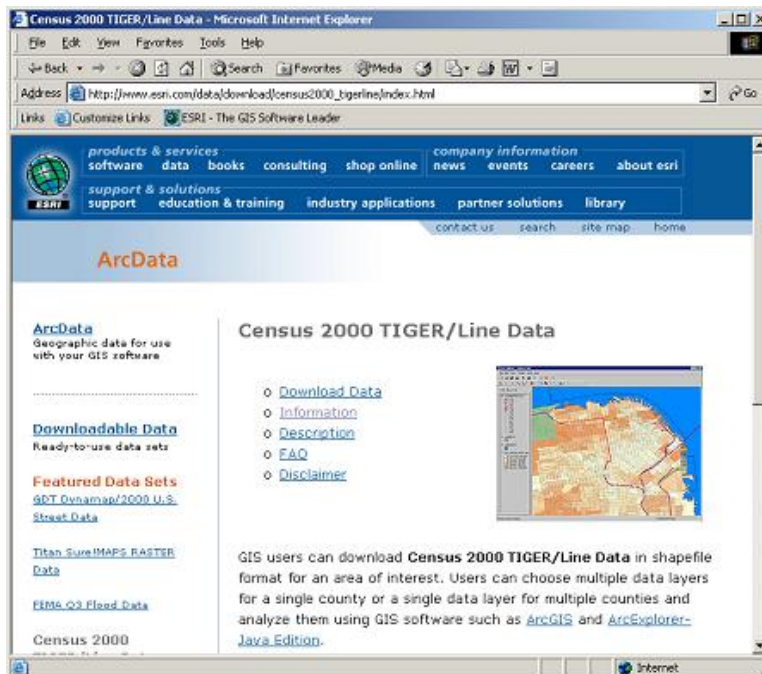 Census 2000 TIGER/Line Data - Microsoft Internet Explorer
File Edit View Favorites Tools Help
Back Search Favorites Media
Address http://www.esri.com/data/download/census2000_tigerline/index.html Go
Links Customize Links ESRI - The GIS Software Leader
products & services company information
software data books consulting shop online news events careers about esri
support & solutions
support education & training industry applications partner solutions library
ESRI
contact us search site map home
ArcData
ArcData
Geographic data for use
with your GIS software
Downloadable Data
Ready-to-use data sets
Featured Data Sets
GDT Dynamap/2000 U.S.
Street Data
Titan Sure!MAPS RASTER
Data
FEMA Q3 Flood Data
Census 2000
Census 2000 TIGER/Line Data
o Download Data
o Information
o Description
o FAQ
o Disclaimer
GIS users can download Census 2000 TIGER/Line Data in shapefile
format for an area of interest. Users can choose multiple data layers
for a single county or a single data layer for multiple counties and
analyze them using GIS software such as ArcGIS and ArcExplorer-
Java Edition.
Internet